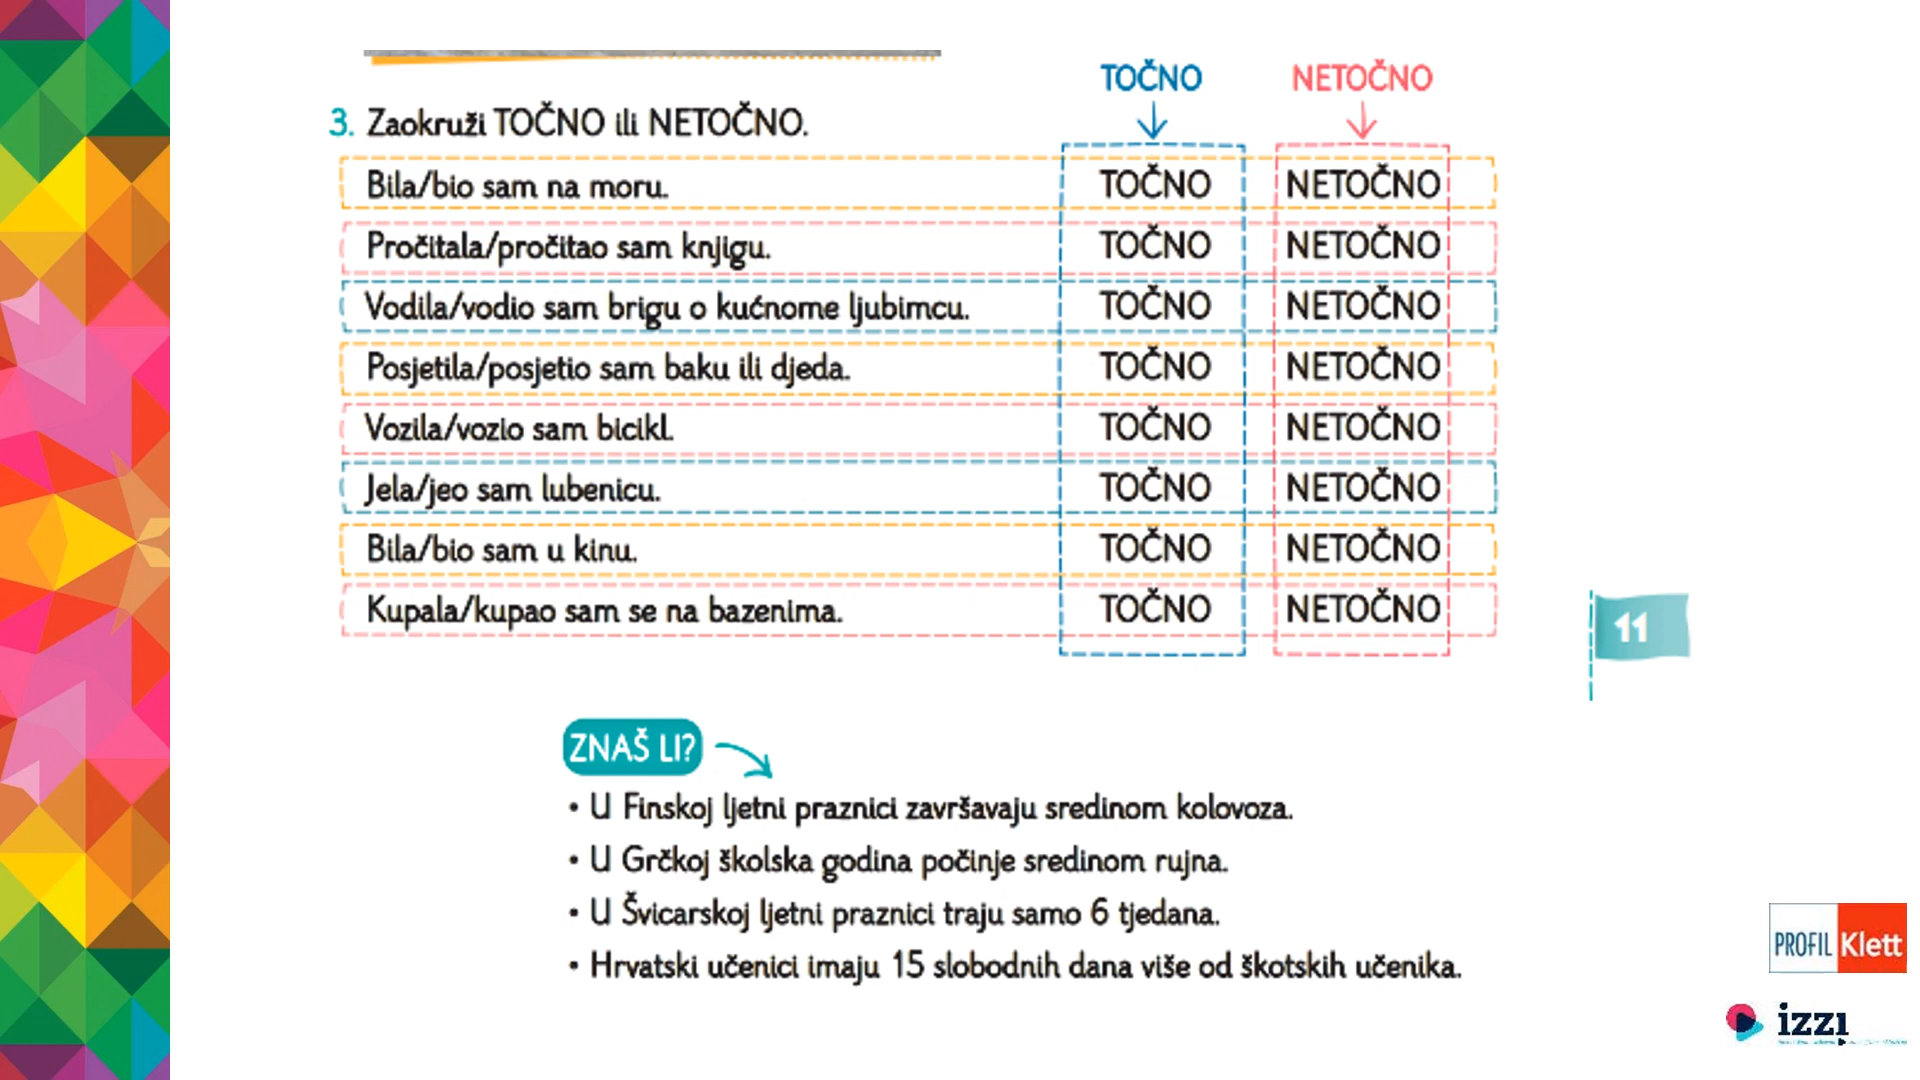 TOČNO NETOČNO
3. Zaokruži TOČNO ili NETOČNO.
Bila/bio sam na moru. TOČNO NETOČNO
Pročitala/pročitao sam knjigu. TOČNO NETOČNO
Vodila/vodio sam brigu o kućnome ljubimcu. TOČNO NETOČNO
Posjetila/posjetio sam baku ili djeda. TOČNO NETOČNO
Vozila/vozio sam bicikl. TOČNO NETOČNO
Jela/jeo sam lubenicu. TOČNO NETOČNO
Bila/bio sam u kinu. TOČNO NETOČNO
Kupala/kupao sam se na bazenima. TOČNO NETOČNO
11
ZNAŠ LI?
• U Finskoj ljetni praznici završavaju sredinom kolovoza.
• U Grčkoj školska godina počinje sredinom rujna.
• U Švicarskoj ljetni praznici traju samo 6 tjedana.
• Hrvatski učenici imaju 15 slobodnih dana više od škotskih učenika.
PROFIL Klett
izzi